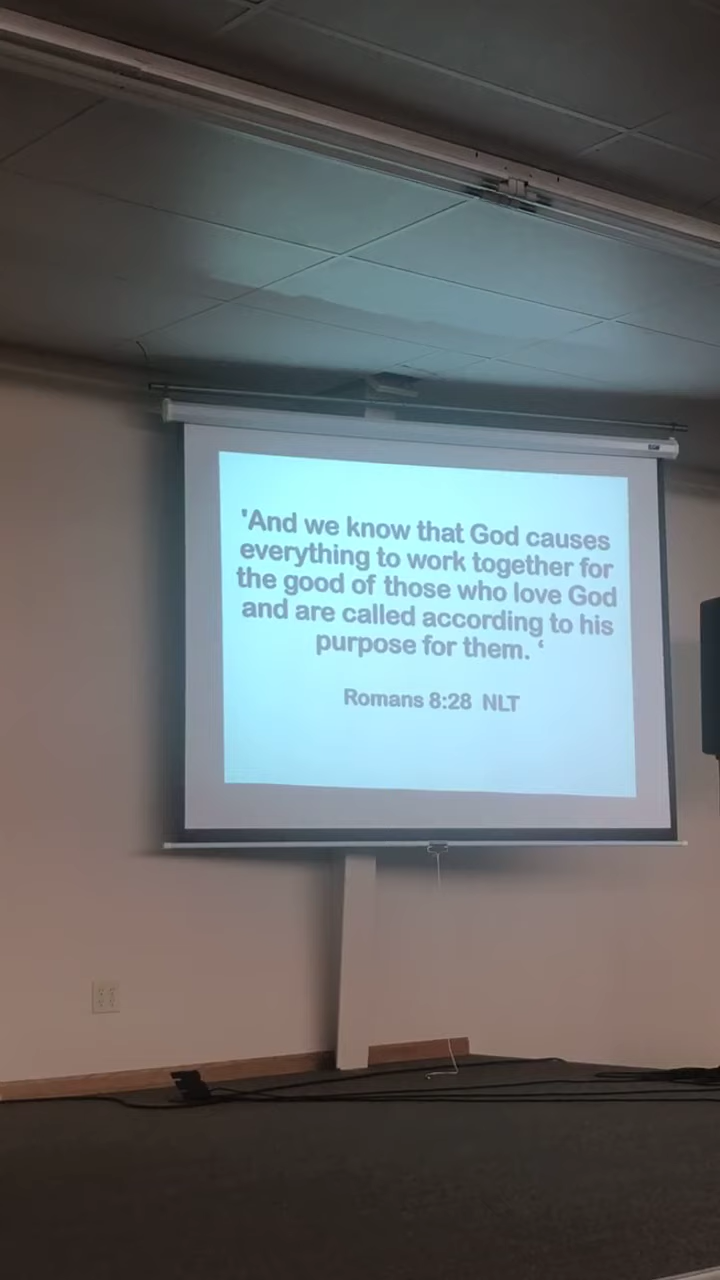 'And we know that God causes
everything to work together for
the good of those who love God
and are called according to his
purpose for them. ‘
Romans 8:28 NLT